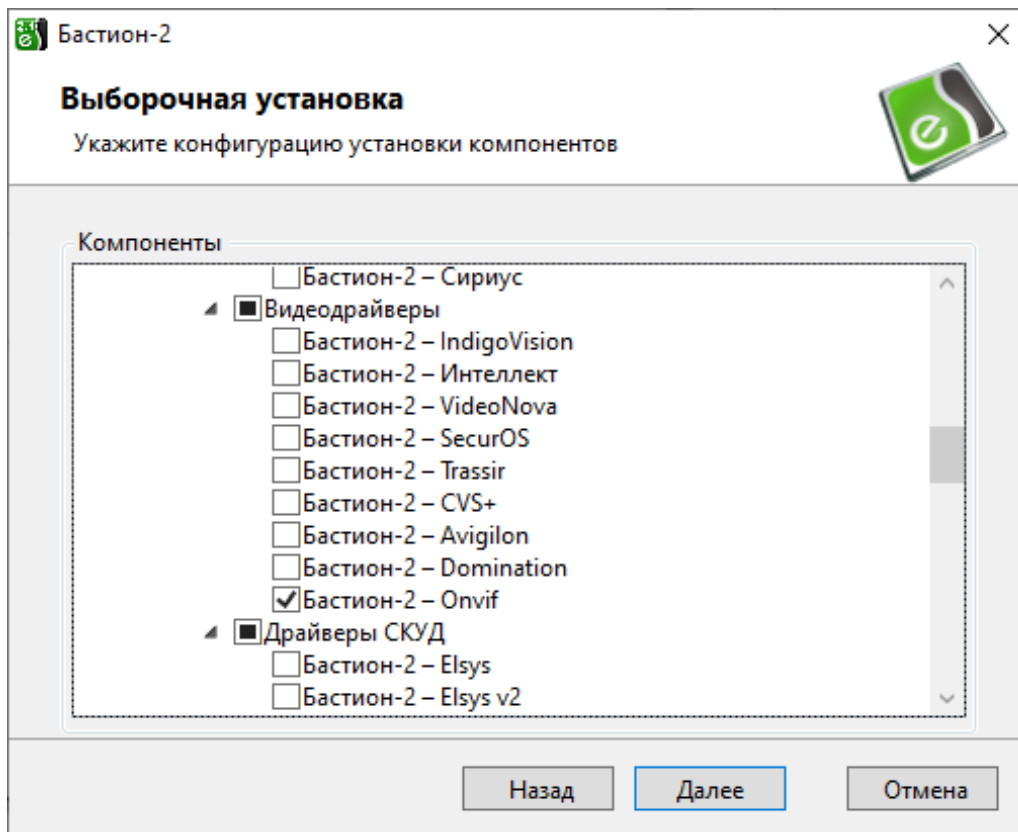 Бастион-2
Выборочная установка
Укажите конфигурацию установки компонентов
Компоненты
Бастион-2 – Сириус
Видеодрайверы
Бастион-2 – IndigoVision
Бастион-2 – Интеллект
Бастион-2 – VideoNova
Бастион-2 – SecurOS
Бастион-2 – Trassir
Бастион-2 – CVS+
Бастион-2 – Avigilon
Бастион-2 – Domination
Бастион-2 – Onvif
Драйверы СКУД
Бастион-2 – Elsys
Бастион-2 – Elsys v2
Назад
Далее
Отмена